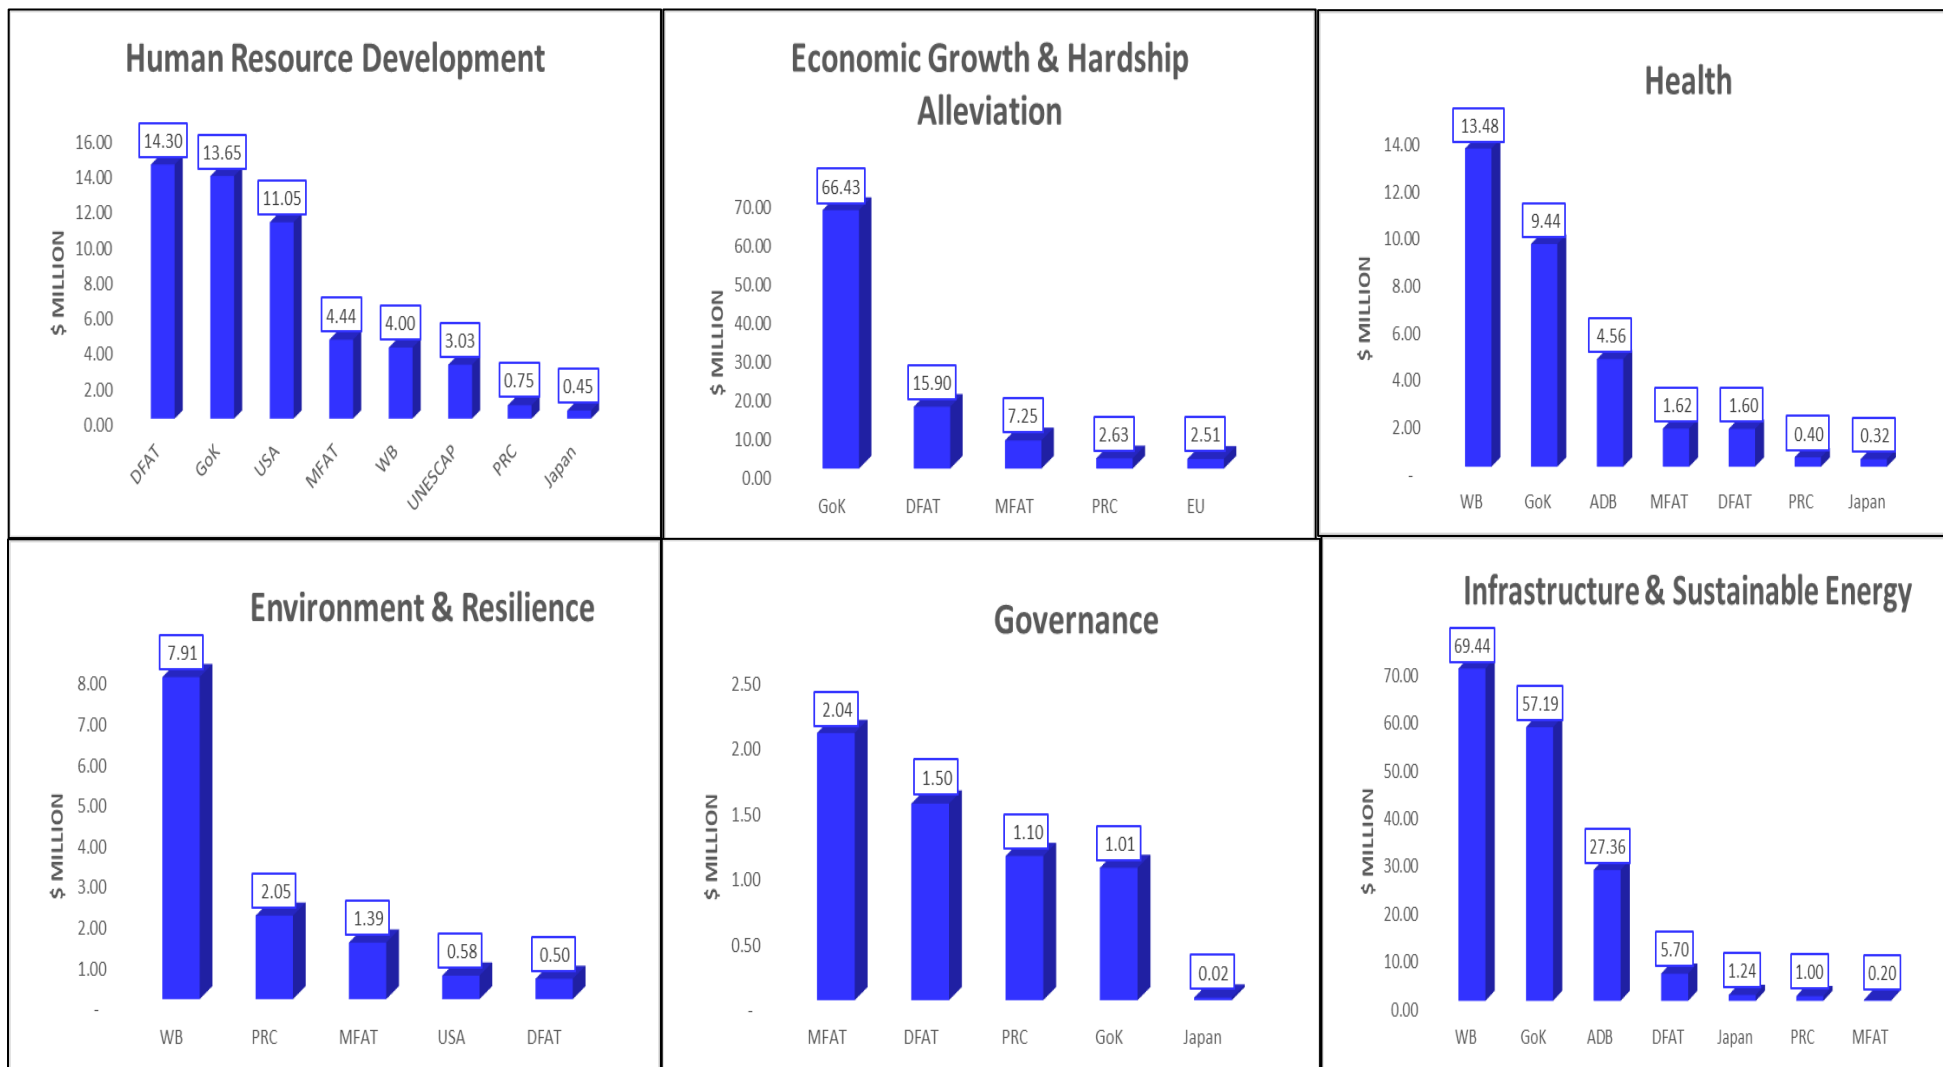 Human Resource Development
$ MILLION
16.00
14.00
12.00
10.00
8.00
6.00
4.00
2.00
0.00
14.30
13.65
11.05
4.44
4.00
3.03
0.75
0.45
DFAT
GoK
USA
MFAT
WB
UNESCAP
PRC
Japan
Economic Growth & Hardship
Alleviation
$ MILLION
70.00
60.00
50.00
40.00
30.00
20.00
10.00
0.00
66.43
15.90
7.25
2.63
2.51
GoK
DFAT
MFAT
PRC
EU
Health
$ MILLION
14.00
12.00
10.00
8.00
6.00
4.00
2.00
-
13.48
9.44
4.56
1.62
1.60
0.40
0.32
WB
GoK
ADB
MFAT
DFAT
PRC
Japan
Environment & Resilience
$ MILLION
8.00
7.00
6.00
5.00
4.00
3.00
2.00
1.00
-
7.91
2.05
1.39
0.58
0.50
WB
PRC
MFAT
USA
DFAT
Governance
$ MILLION
2.50
2.00
1.50
1.00
0.50
-
2.04
1.50
1.10
1.01
0.02
MFAT
DFAT
PRC
GoK
Japan
Infrastructure & Sustainable Energy
$ MILLION
70.00
60.00
50.00
40.00
30.00
20.00
10.00
0.00
69.44
57.19
27.36
5.70
1.24
1.00
0.20
WB
GoK
ADB
DFAT
Japan
PRC
MFAT